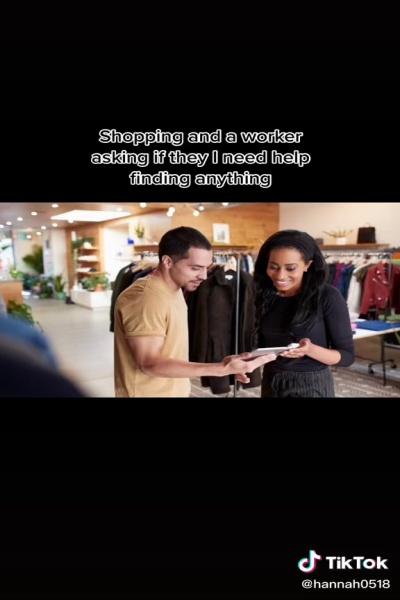 Shopping and a worker
asking if they I need help
finding anything
TikTok
@hannah0518